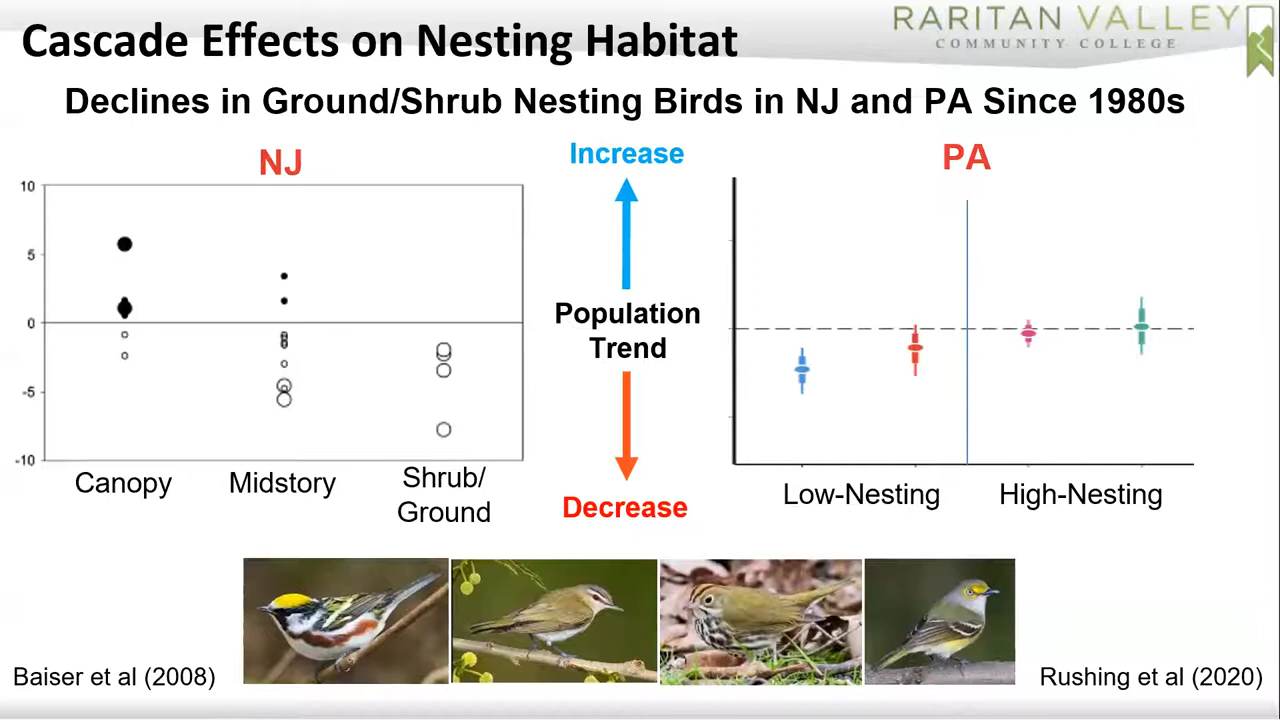 Cascade Effects on Nesting Habitat
RARITAN VALLEY
COMMUNITY COLLEGE
Declines in Ground/Shrub Nesting Birds in NJ and PA Since 1980s
NJ
10
5
0
-5
-10
Canopy
Midstory
Shrub/
Ground
Increase
Population
Trend
Decrease
PA
Low-Nesting
High-Nesting
Baiser et al (2008)
Rushing et al (2020)